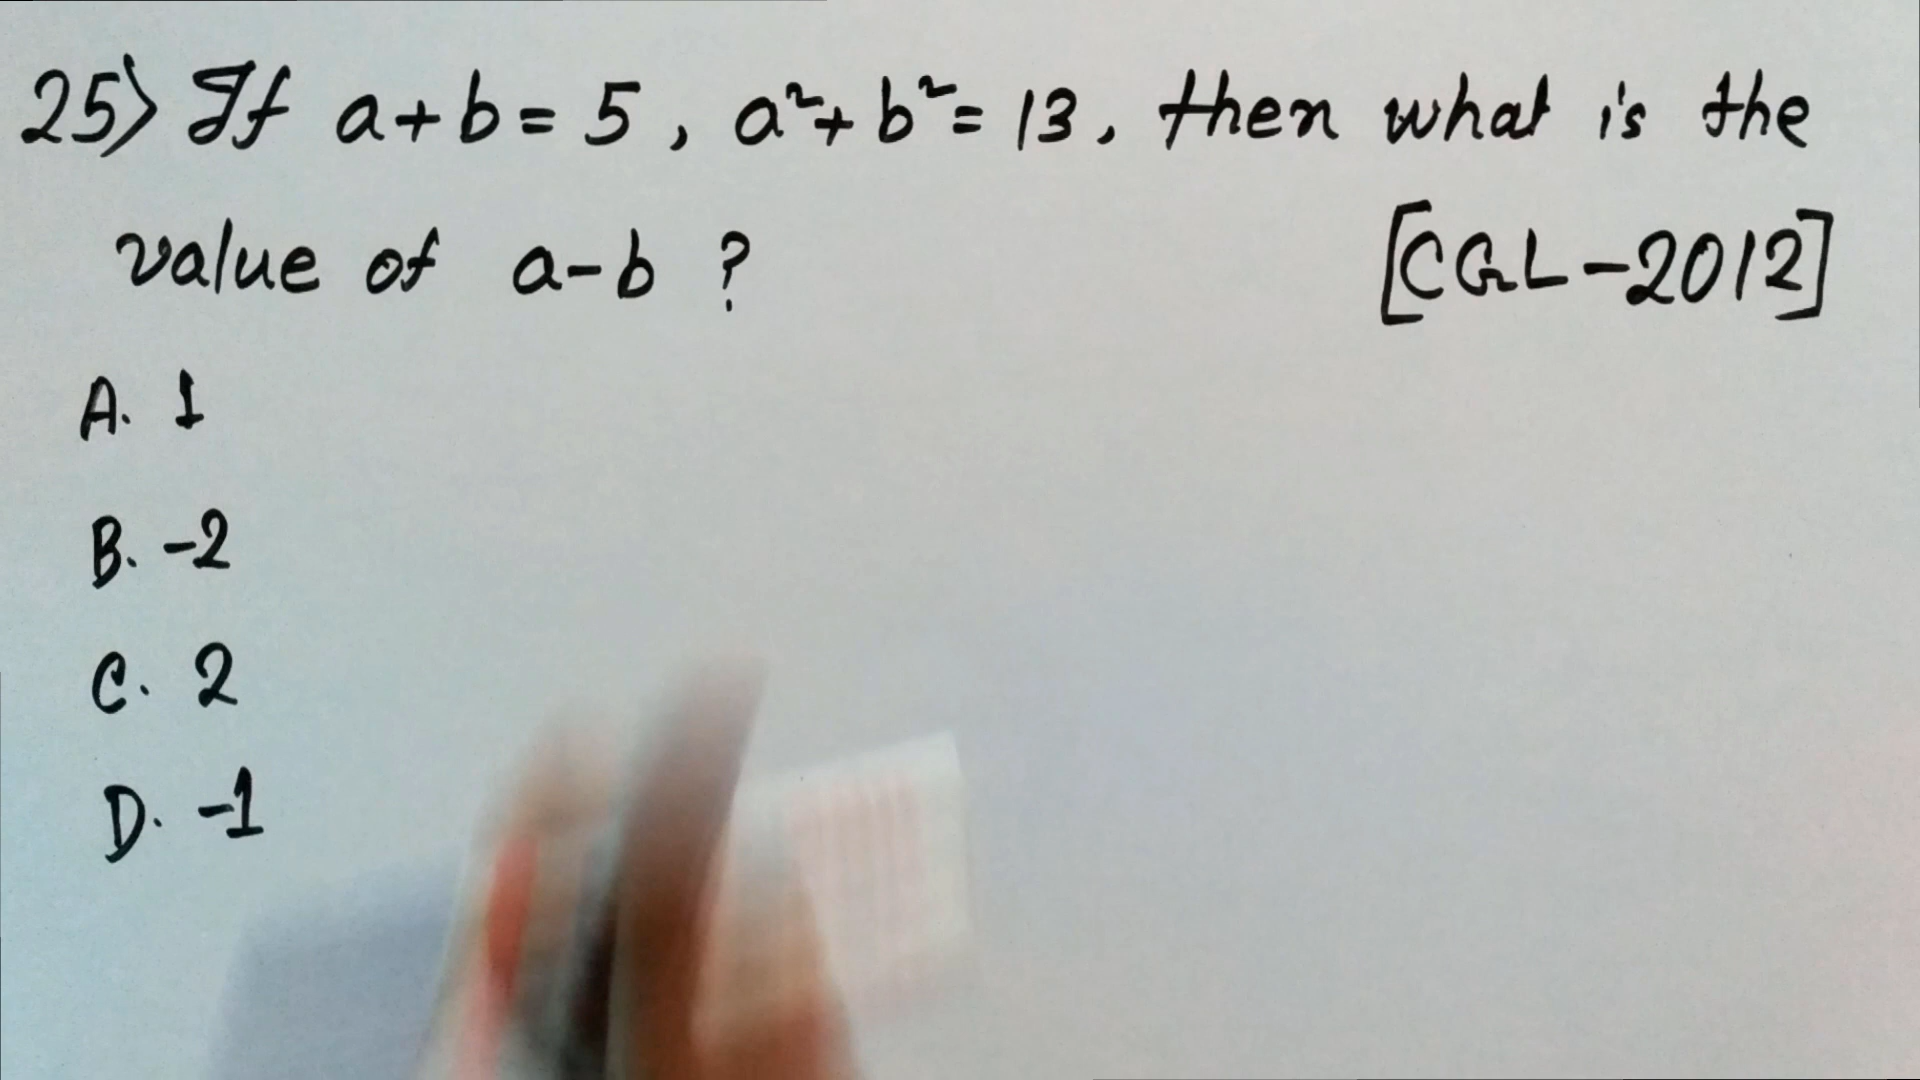 25) If a+b=5, a²+b²=13, then what is the
value of a-b ? [CGL-2012]
A. 1
B. -2
C. 2
D. -1